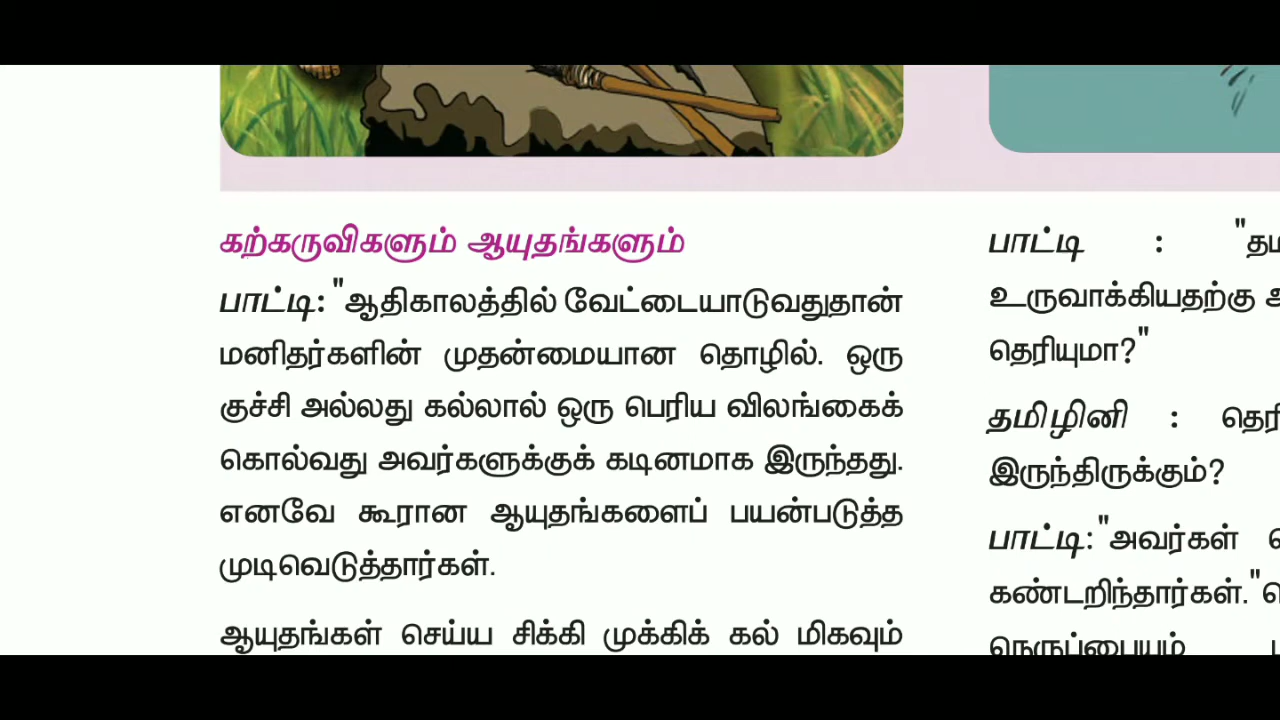 கற்கருவிகளும் ஆயுதங்களும்
பாட்டி: "ஆதிகாலத்தில் வேட்டையாடுவதுதான்
மனிதர்களின் முதன்மையான தொழில். ஒரு
குச்சி அல்லது கல்லால் ஒரு பெரிய விலங்கைக்
கொல்வது அவர்களுக்குக் கடினமாக இருந்தது.
எனவே கூரான ஆயுதங்களைப் பயன்படுத்த
முடிவெடுத்தார்கள்.
ஆயுதங்கள் செய்ய சிக்கி முக்கிக் கல் மிகவும்
பாட்டி :
உருவாக்கியதற்கு
தெரியுமா?"
தமிழினி :
இருந்திருக்கும்?
பாட்டி:"அவர்கள்
கண்டறிந்தார்கள்."
நெருப்பையும்